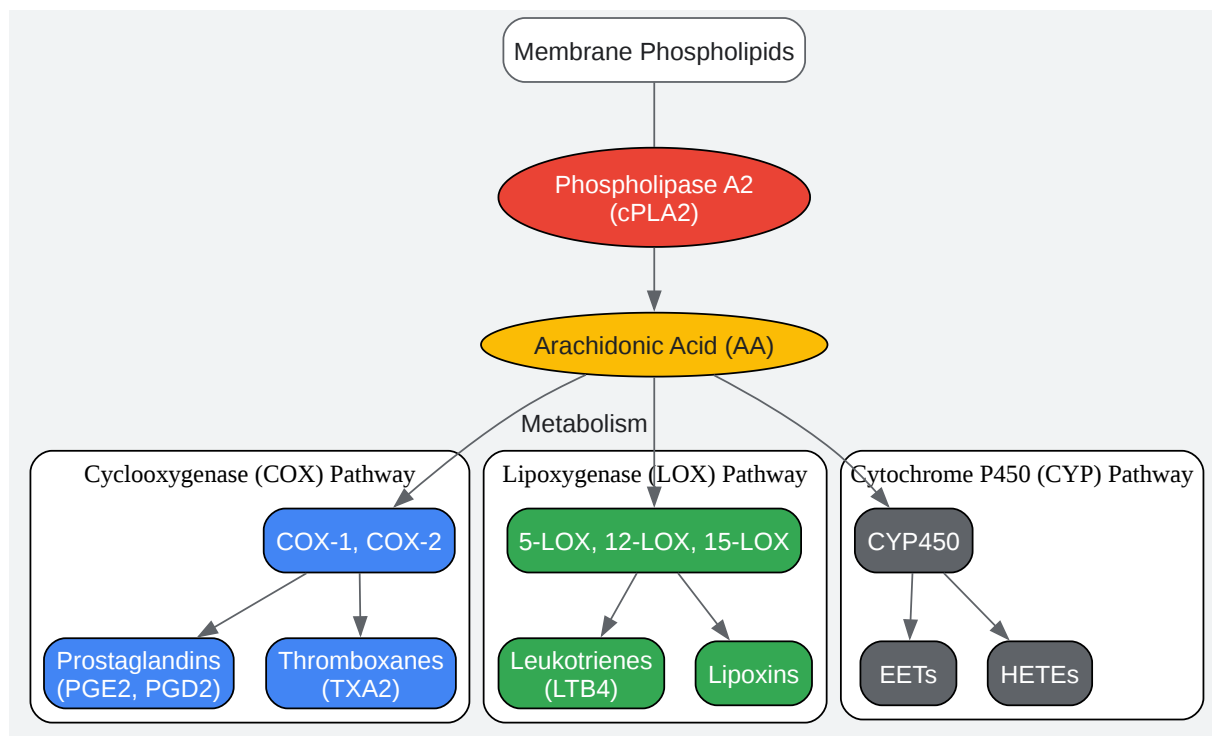 Membrane Phospholipids
Phospholipase A2
(cPLA2)
Arachidonic Acid (AA)
Metabolism
Cyclooxygenase (COX) Pathway
Lipoxygenase (LOX) Pathway
Cytochrome P450 (CYP) Pathway
COX-1, COX-2
5-LOX, 12-LOX, 15-LOX
CYP450
Prostaglandins
(PGE2, PGD2)
Thromboxanes
(TXA2)
Leukotrienes
(LTB4)
Lipoxins
EETs
HETEs